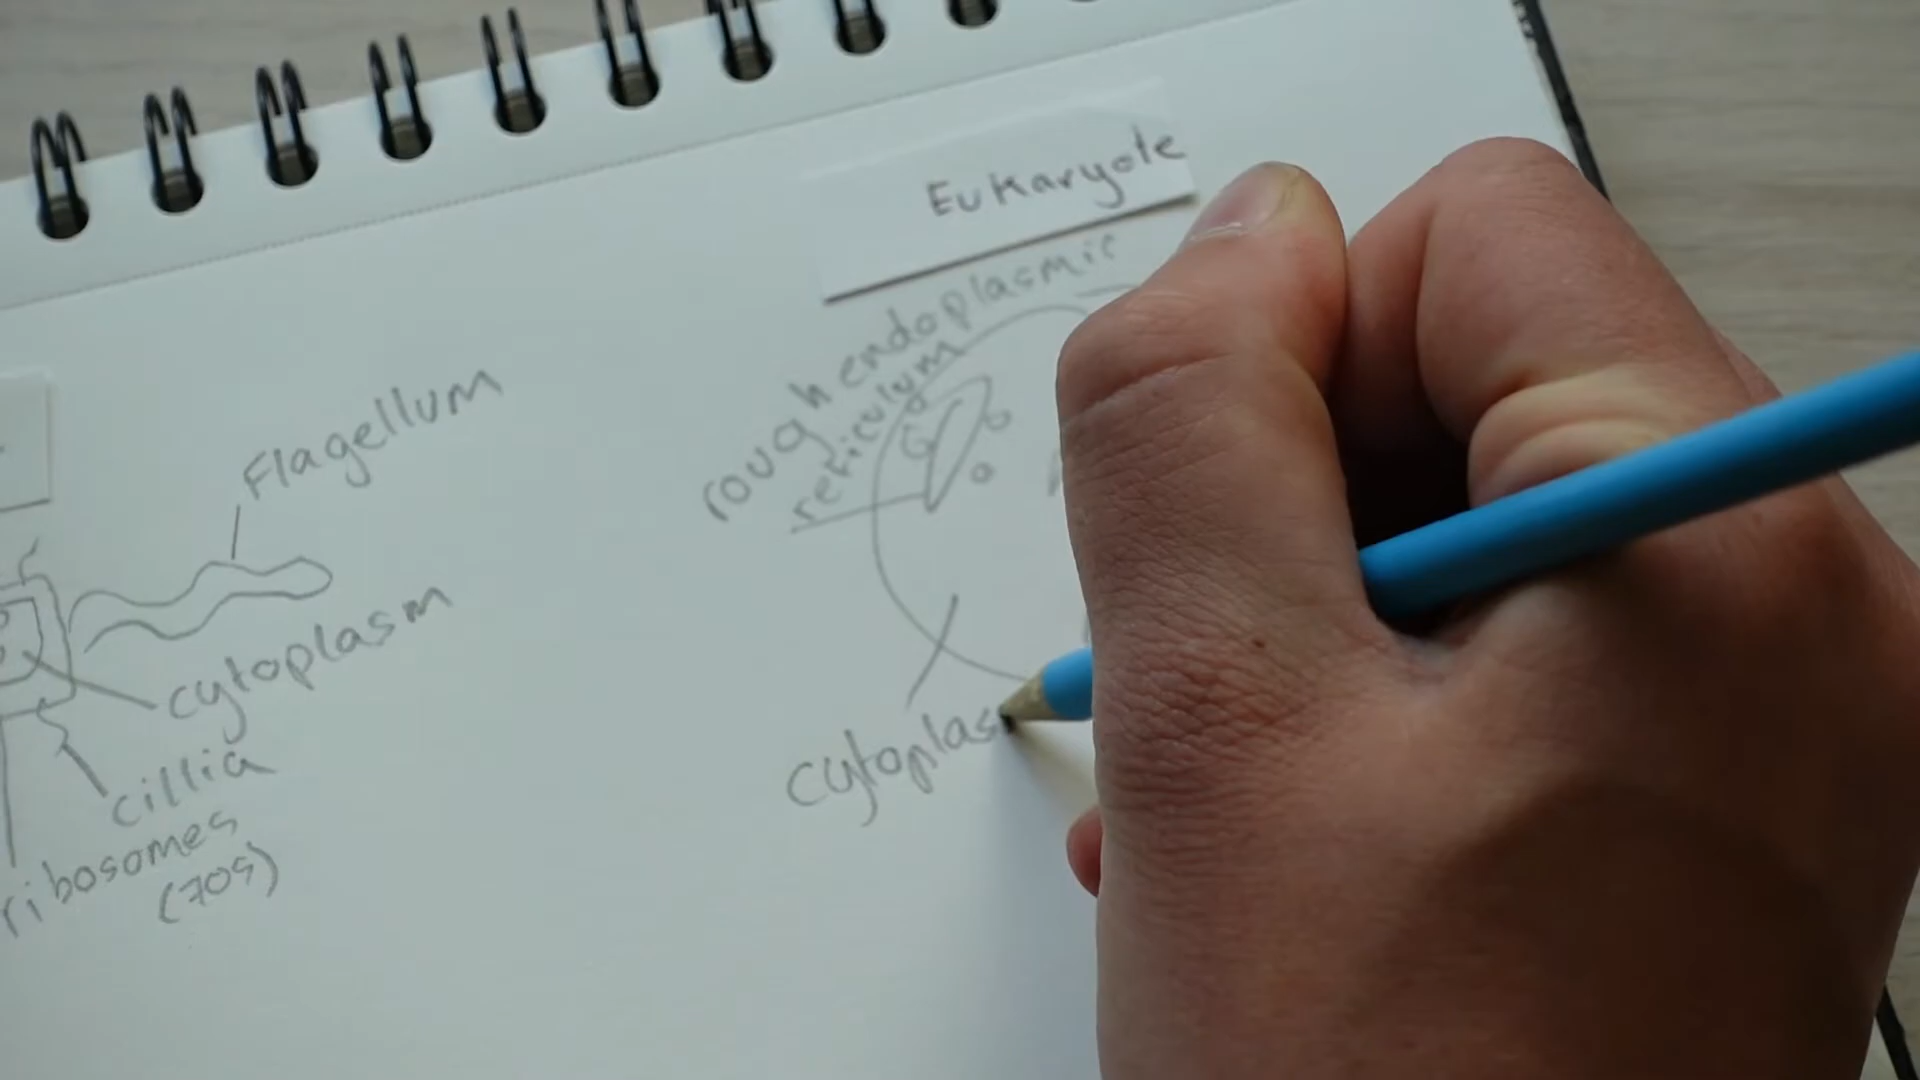 Eukaryote
rough endoplasmic
reticulum
Flagellum
cytoplasm
cillia
ribosomes
(70s)
cytoplas